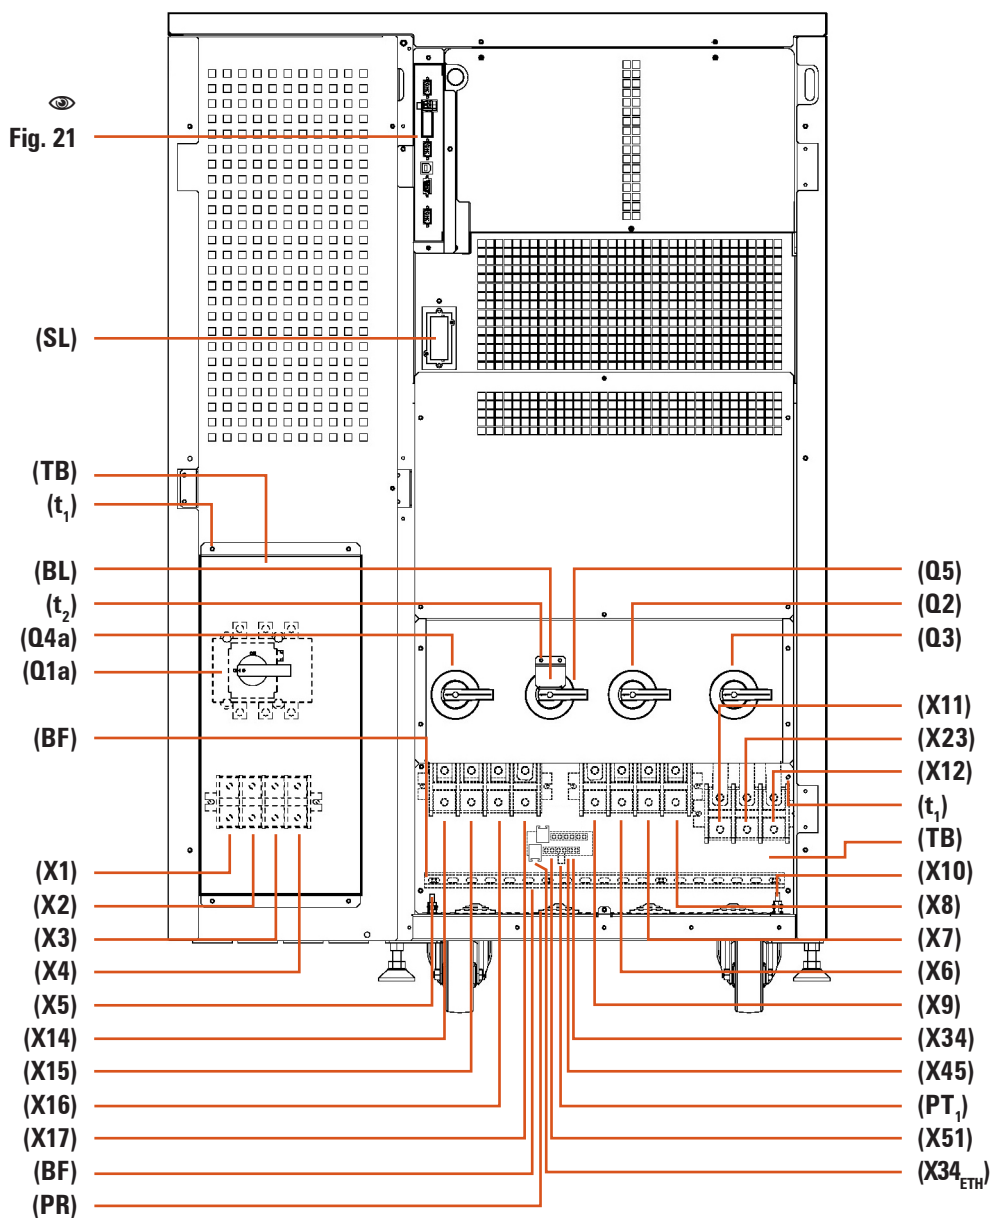 Fig. 21
(SL)
(TB)
(t1)
(BL)
(t2)
(Q4a)
(Q1a)
(BF)
(X1)
(X2)
(X3)
(X4)
(X5)
(X14)
(X15)
(X16)
(X17)
(BF)
(PR)
(Q5)
(Q2)
(Q3)
(X11)
(X23)
(X12)
(t1)
(TB)
(X10)
(X8)
(X7)
(X6)
(X9)
(X34)
(X45)
(PT1)
(X51)
(X34ETH)